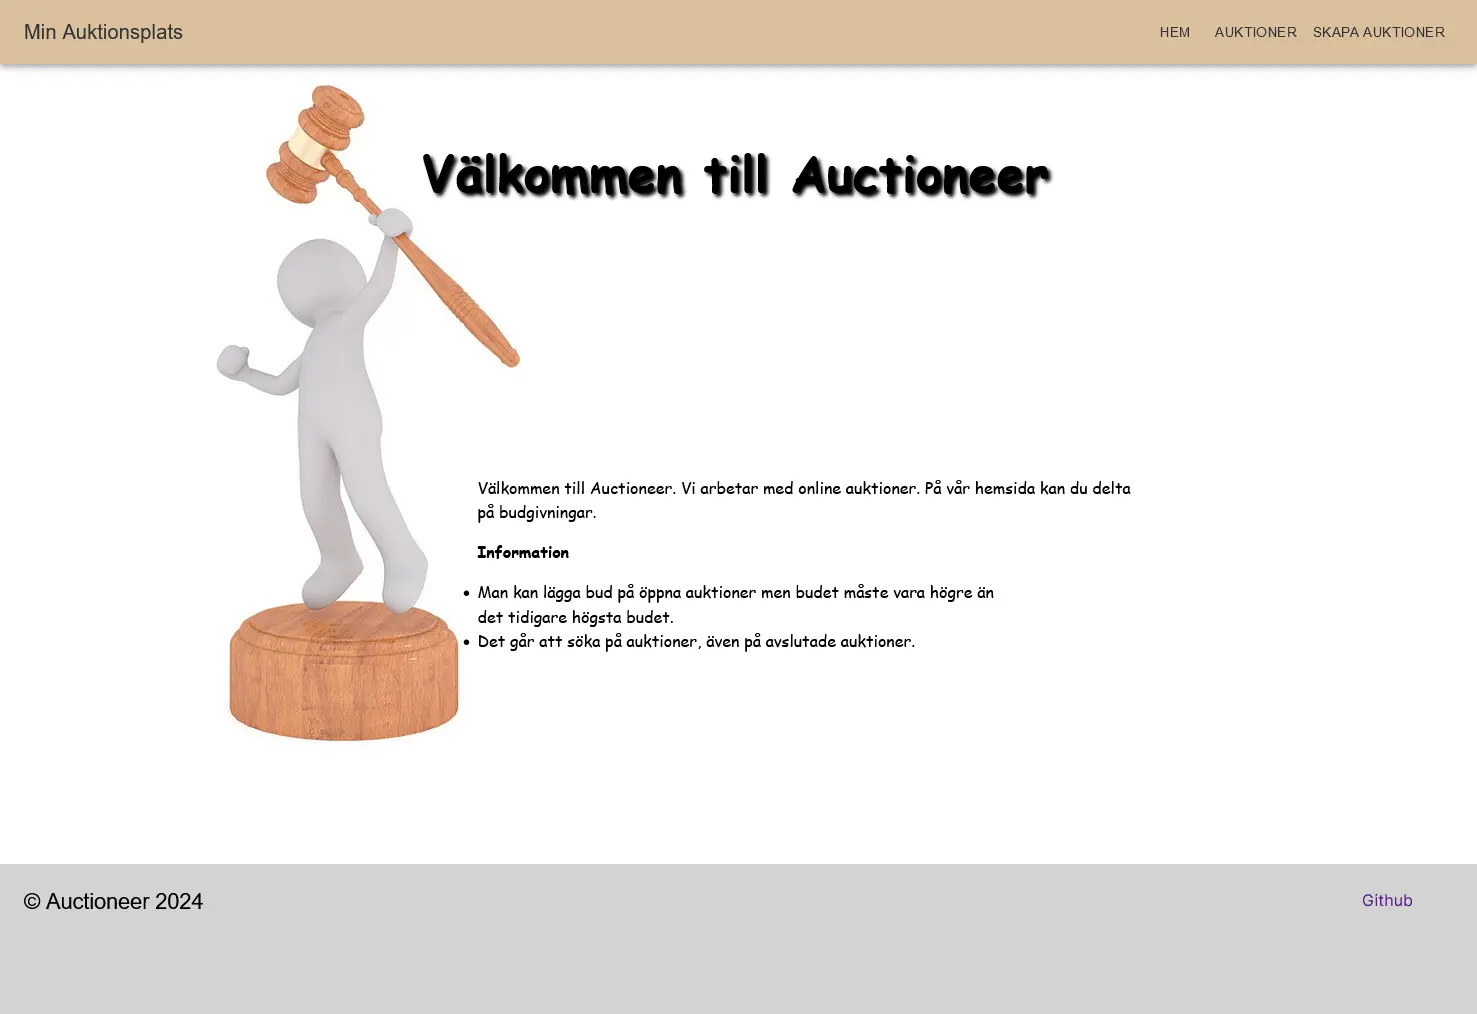 Min Auktionsplats
HEM AUKTIONER SKAPA AUKTIONER
Välkommen till Auctioneer
Välkommen till Auctioneer. Vi arbetar med online auktioner. På vår hemsida kan du delta
på budgivningar.
Information
• Man kan lägga bud på öppna auktioner men budet måste vara högre än
det tidigare högsta budet.
• Det går att söka på auktioner, även på avslutade auktioner.
© Auctioneer 2024
Github